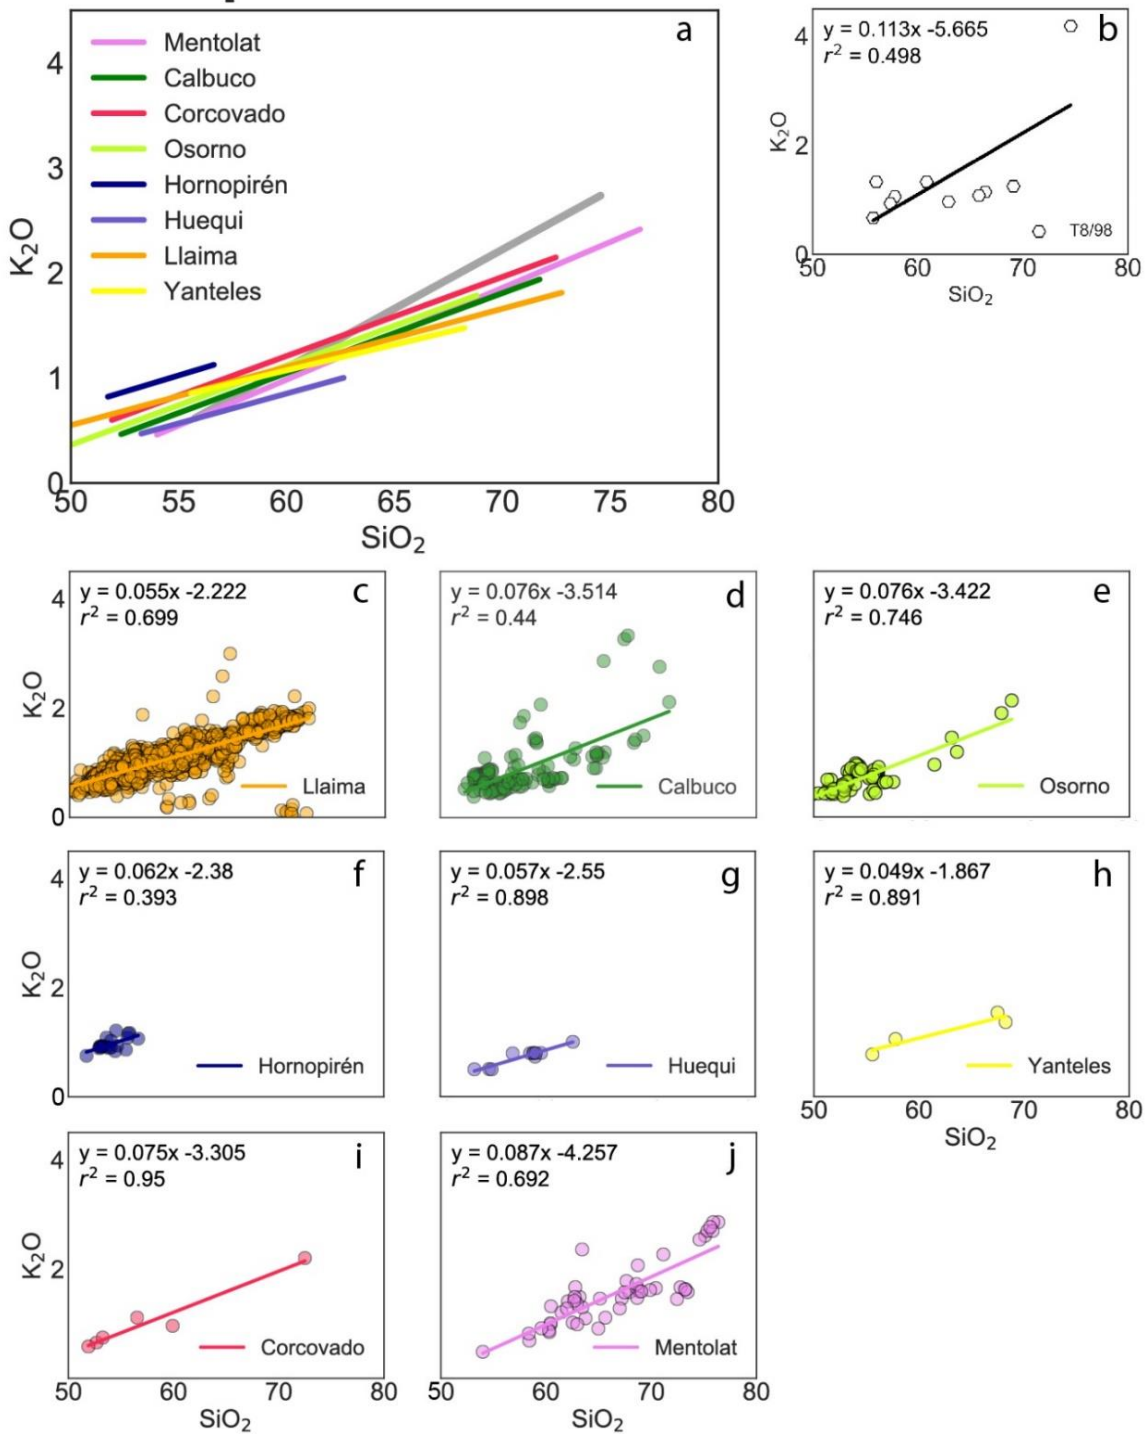 a
Mentolat
Calbuco
Corcovado
Osorno
Hornopirén
Huequi
Llaima
Yanteles
4
3
2
1
0
K₂O
50 55 60 65 70 75 80
SiO₂
b
y = 0.113x -5.665
r² = 0.498
4
2
0
K₂O
T8/98
50 60 70 80
SiO₂
c
y = 0.055x -2.222
r² = 0.699
4
2
0
K₂O
Llaima
d
y = 0.076x -3.514
r² = 0.44
Calbuco
e
y = 0.076x -3.422
r² = 0.746
Osorno
f
y = 0.062x -2.38
r² = 0.393
4
2
0
K₂O
Hornopirén
g
y = 0.057x -2.55
r² = 0.898
Huequi
h
y = 0.049x -1.867
r² = 0.891
Yanteles
50 60 70 80
SiO₂
i
y = 0.075x -3.305
r² = 0.95
4
2
K₂O
Corcovado
50 60 70 80
SiO₂
j
y = 0.087x -4.257
r² = 0.692
Mentolat
50 60 70 80
SiO₂